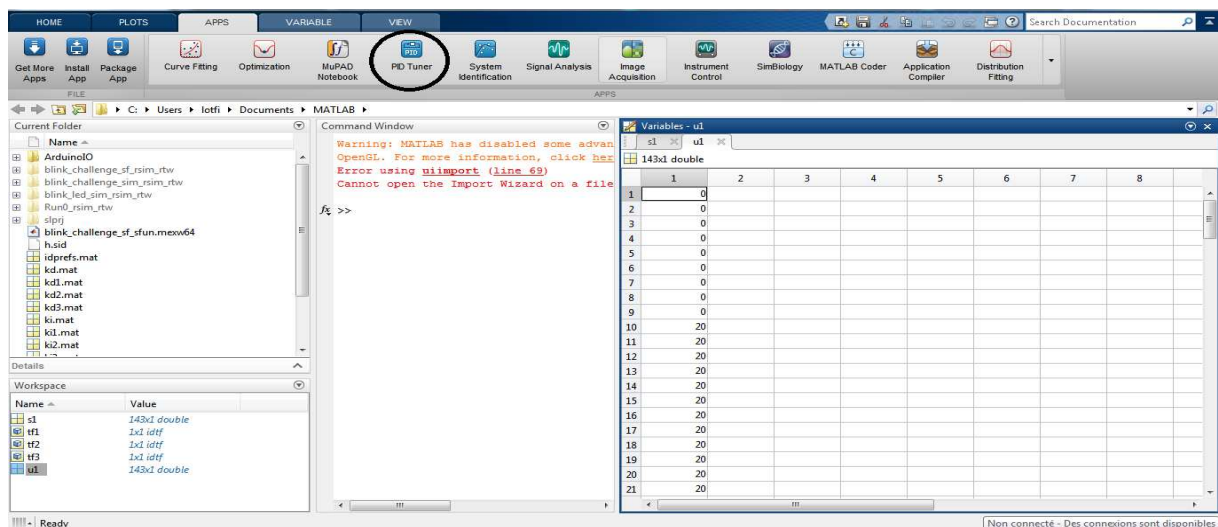 HOME PLOTS APPS VARIABLE VIEW Search Documentation
Get More Apps Install App Package App Curve Fitting Optimization MuPAD Notebook PID Tuner System Identification Signal Analysis Image Acquisition Instrument Control SimBiology MATLAB Coder Application Compiler Distribution Fitting
FILE APPS
C: Users lotfi Documents MATLAB
Current Folder
Name
ArduinoIO
blink_challenge_sf_rsim_rtw
blink_challenge_sim_rsim_rtw
blink_led_sim_rsim_rtw
Run0_rsim_rtw
slprj
blink_challenge_sf_sfun.mexw64
h.sid
idprefs.mat
kd.mat
kd1.mat
kd2.mat
kd3.mat
ki.mat
ki1.mat
ki2.mat
Details
Workspace
Name Value
s1 143x1 double
tf1 1x1 idtf
tf2 1x1 idtf
tf3 1x1 idtf
u1 143x1 double
Command Window
Warning: MATLAB has disabled some advan
OpenGL. For more information, click her
Error using uiimport (line 69)
Cannot open the Import Wizard on a file
fx >>
Variables - u1
s1 u1
143x1 double
1 2 3 4 5 6 7 8
1 0
2 0
3 0
4 0
5 0
6 0
7 0
8 0
9 0
10 20
11 20
12 20
13 20
14 20
15 20
16 20
17 20
18 20
19 20
20 20
21 20
Ready
Non connecté - Des connexions sont disponibles